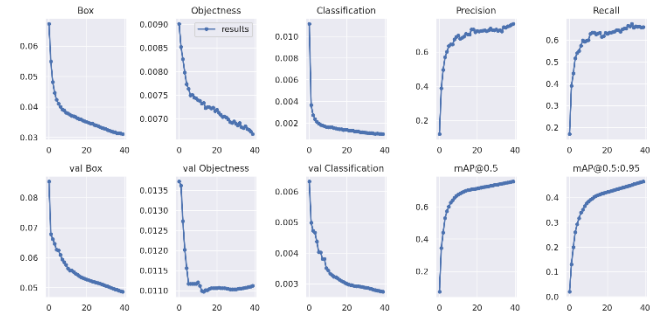 Box
Objectness
Classification
Precision
Recall
0.06
0.05
0.04
0.03
0 20 40
results
0.0090
0.0085
0.0080
0.0075
0.0070
0 20 40
0.010
0.008
0.006
0.004
0.002
0 20 40
0.6
0.4
0.2
0 20 40
0.6
0.5
0.4
0.3
0.2
0 20 40
val Box
val Objectness
val Classification
mAP@0.5
mAP@0.5:0.95
0.08
0.07
0.06
0.05
0 20 40
0.0135
0.0130
0.0125
0.0120
0.0115
0.0110
0 20 40
0.006
0.005
0.004
0.003
0 20 40
0.6
0.4
0.2
0 20 40
0.4
0.3
0.2
0.1
0.0
0 20 40